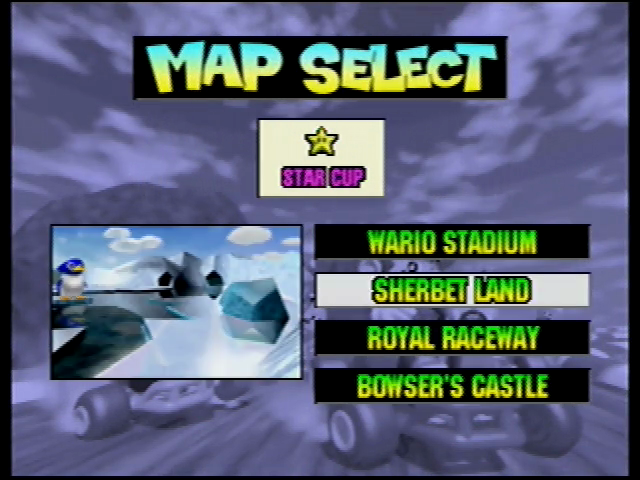 MAP SELECT
STAR CUP
WARIO STADIUM
SHERBET LAND
ROYAL RACEWAY
BOWSER'S CASTLE